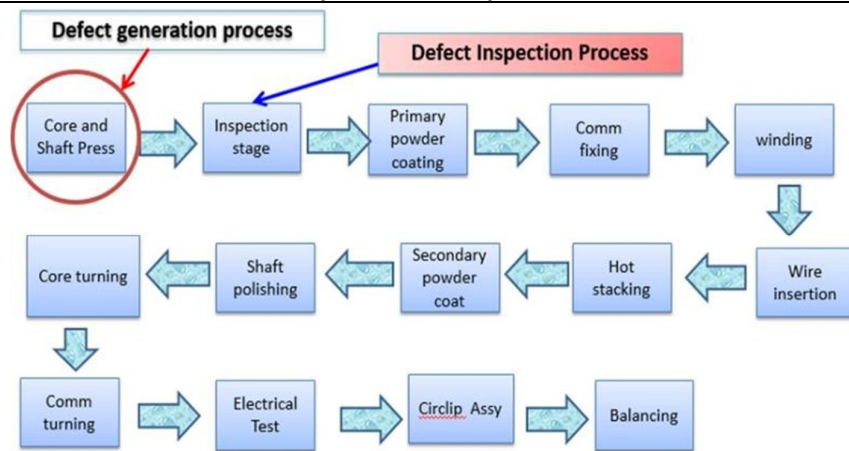 Defect generation process
Defect Inspection Process
Core and
Shaft Press
Inspection
stage
Primary
powder
coating
Comm
fixing
winding
Wire
insertion
Hot
stacking
Secondary
powder
coat
Shaft
polishing
Core turning
Comm
turning
Electrical
Test
Circlip Assy
Balancing